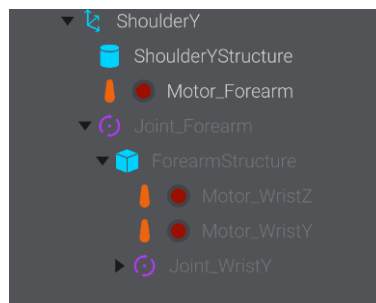 ShoulderY
ShoulderYStructure
Motor_Forearm
Joint_Forearm
ForearmStructure
Motor_WristZ
Motor_WristY
Joint_WristY